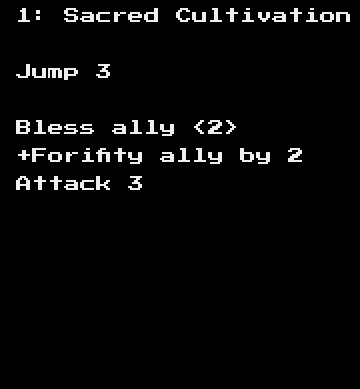 1: Sacred Cultivation
Jump 3
Bless ally <2>
+Forifity ally by 2
Attack 3